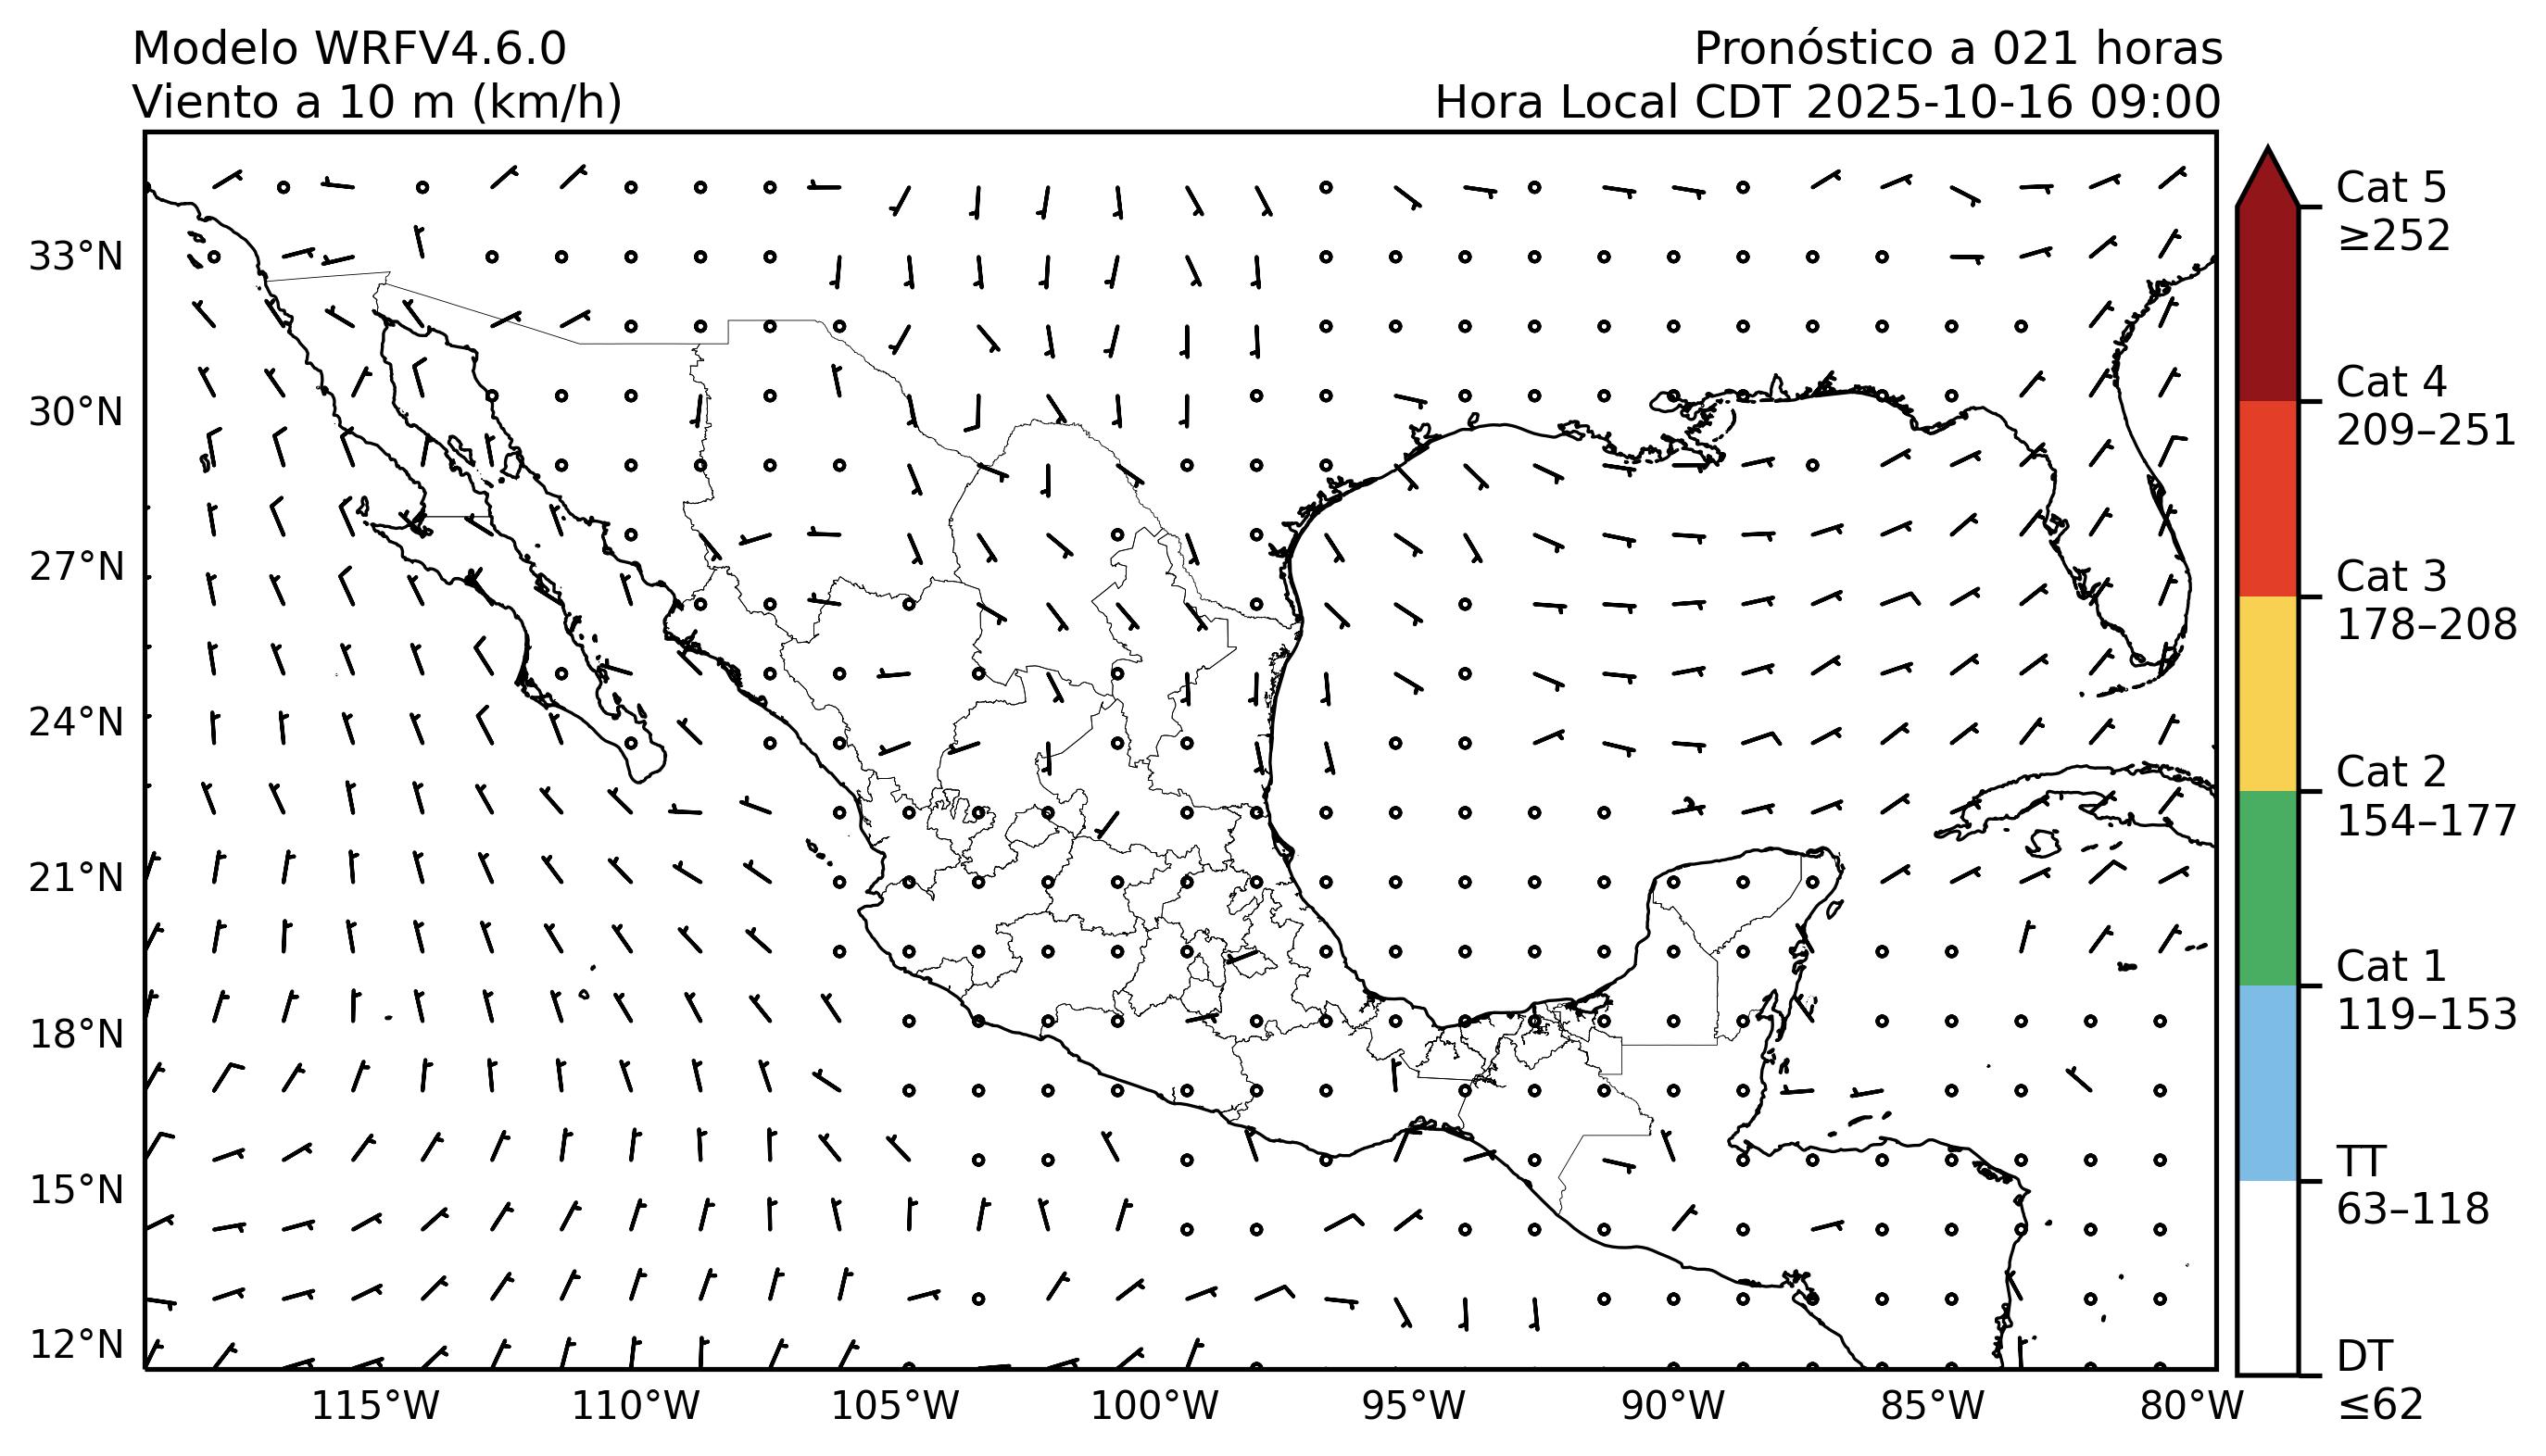 Modelo WRFV4.6.0
Viento a 10 m (km/h)
Pronóstico a 021 horas
Hora Local CDT 2025-10-16 09:00
33°N
30°N
27°N
24°N
21°N
18°N
15°N
12°N
115°W
110°W
105°W
100°W
95°W
90°W
85°W
80°W
Cat 5
≥252
Cat 4
209–251
Cat 3
178–208
Cat 2
154–177
Cat 1
119–153
TT
63–118
DT
≤62